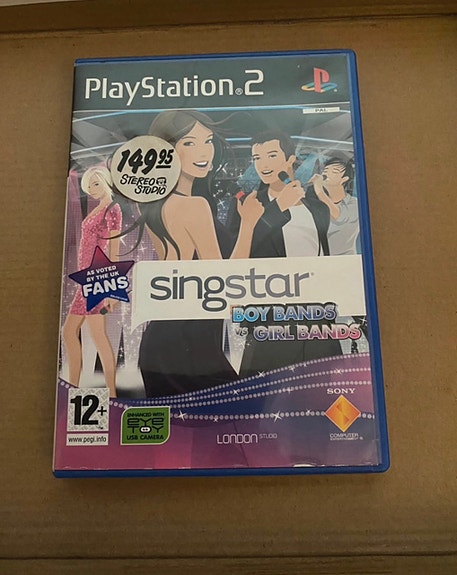 PlayStation®2
PAL
149.95
STEREO
STUDIO
AS VOTED
BY THE UK
FANS
singstar®
BOY BANDS
vs GIRL BANDS
12+
www.pegi.info
ENHANCED WITH
EYE
TOY
USB CAMERA
LONDON STUDIO
SONY
COMPUTER
ENTERTAINMENT®